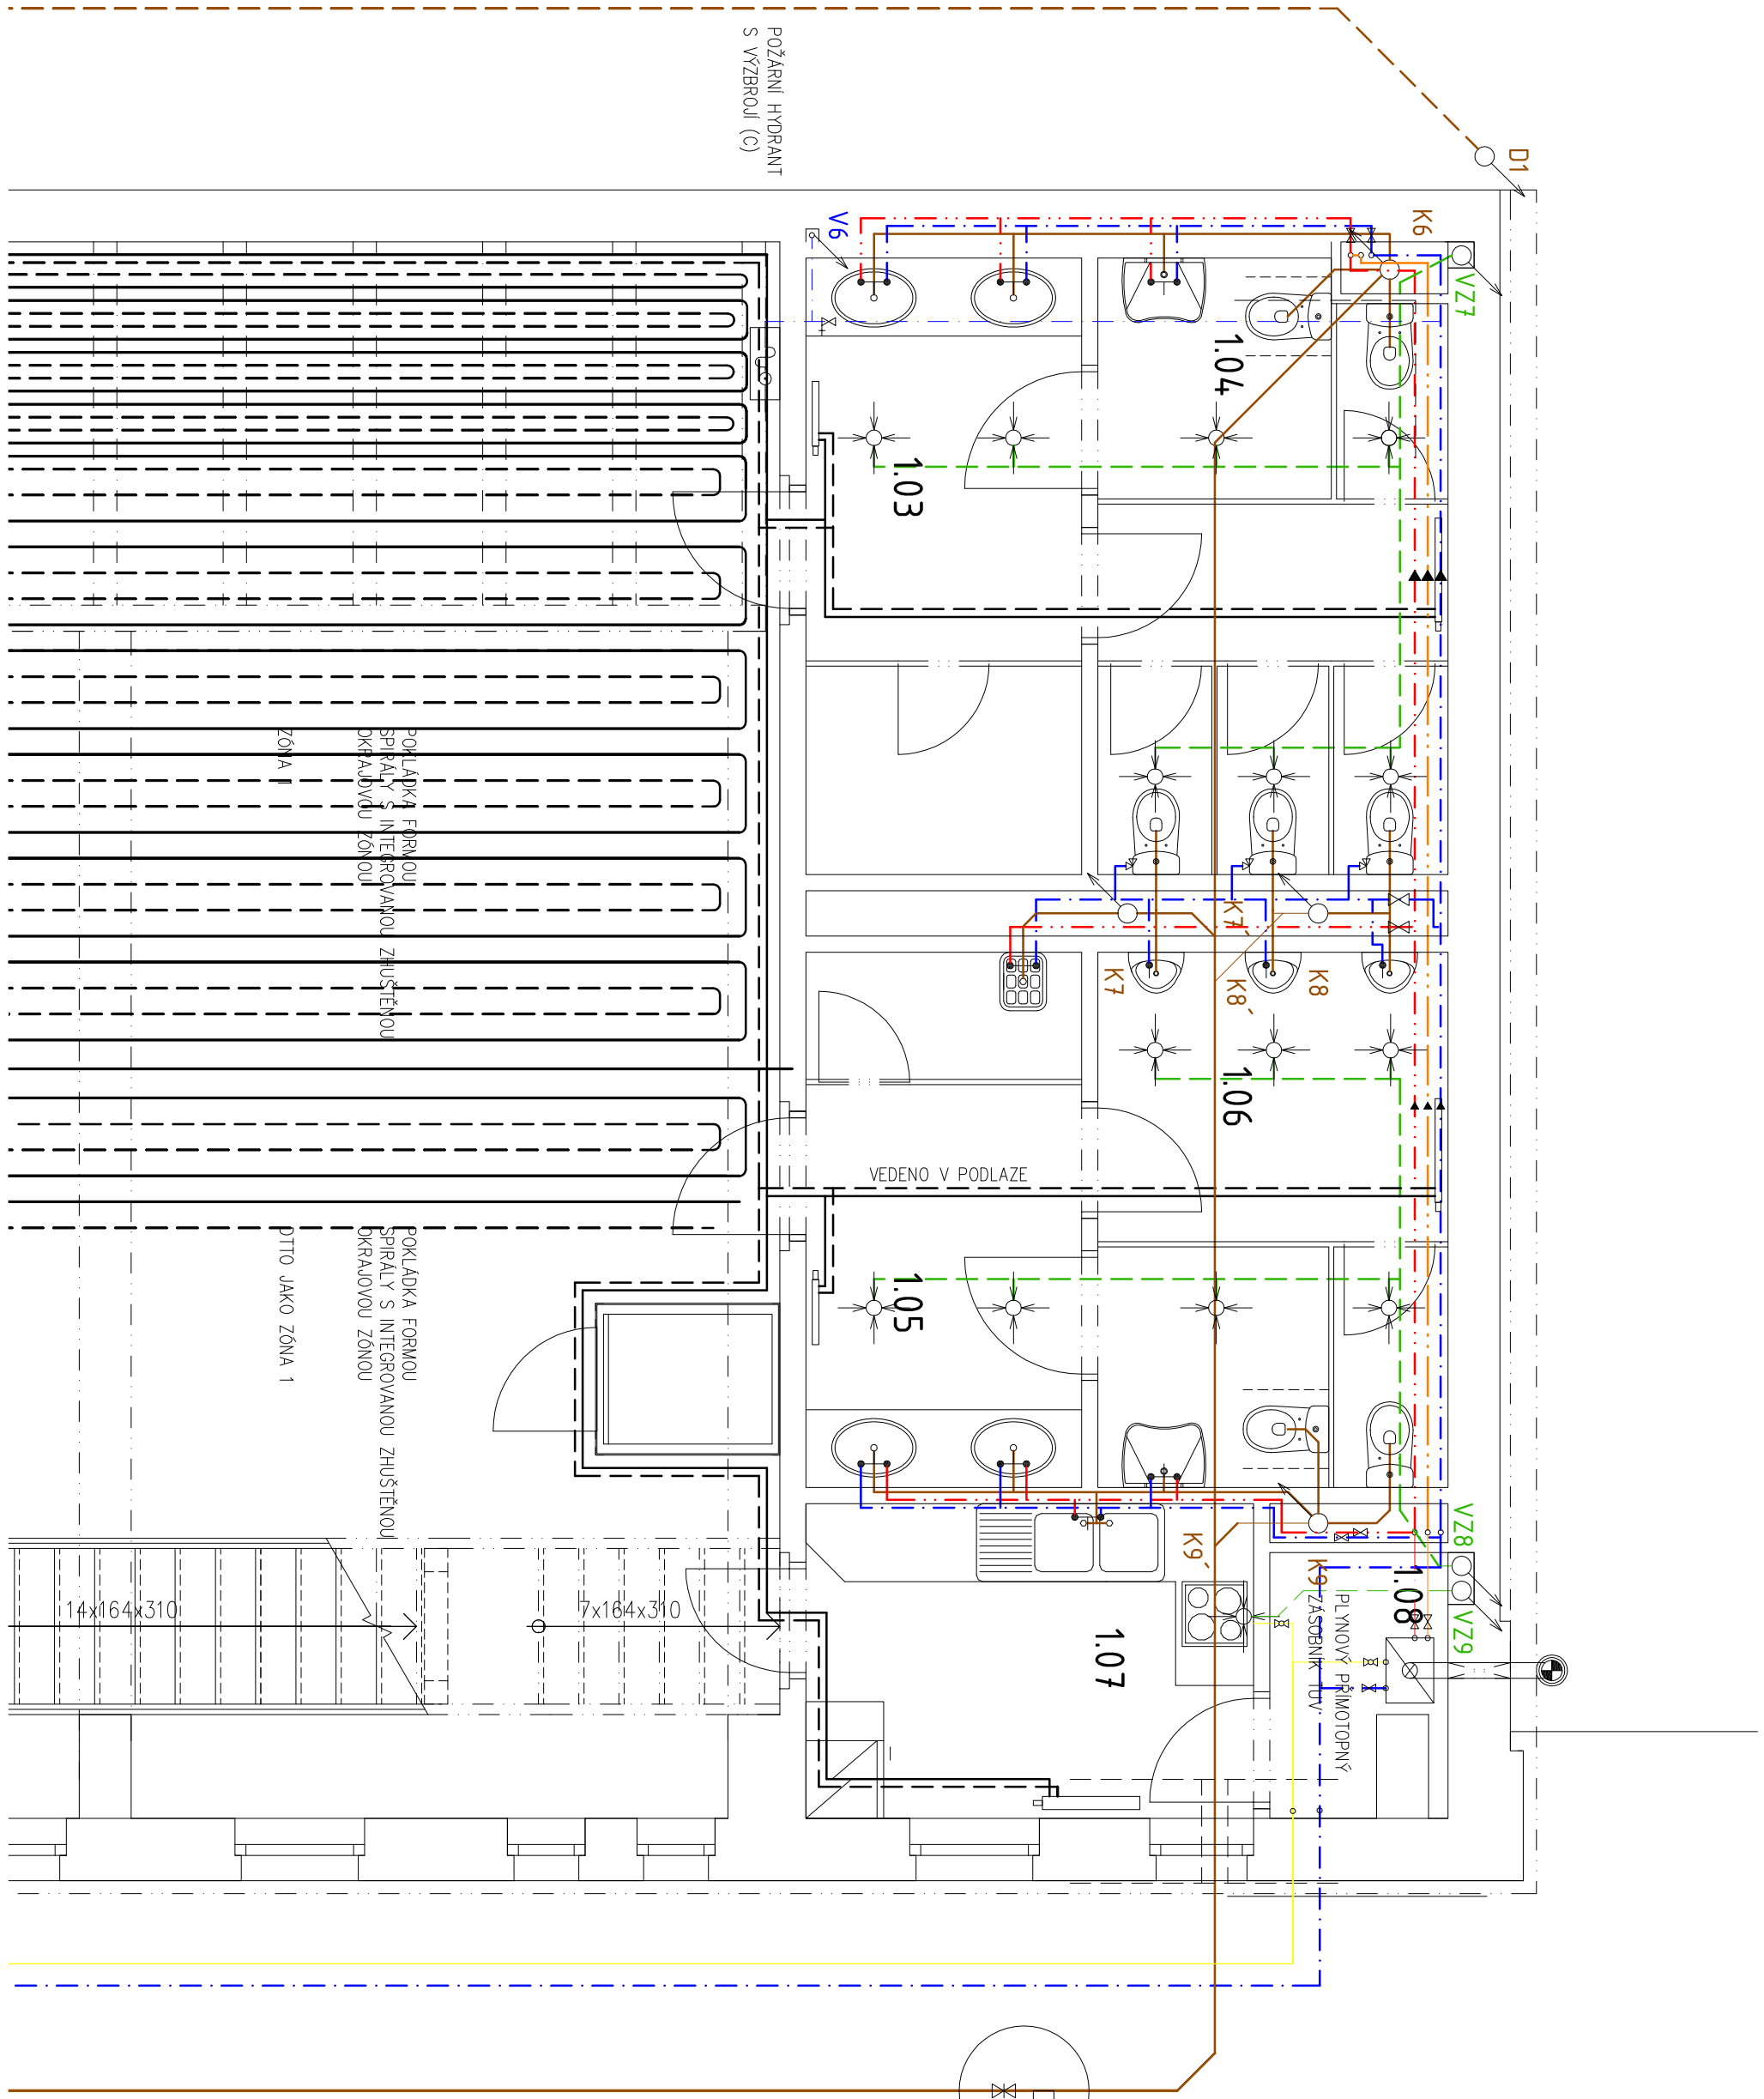 D1
POŽÁRNÍ HYDRANT
S VÝZBROJÍ (C)
V6
K6
VZ7
1.04
1.03
POKLÁDKA FORMOU
SPIRÁLY S INTEGROVANOU ZHUŠTĚNOU
OKRAJOVOU ZÓNOU
ZÓNA 1
K7´
K7
K8´
K8
1.06
VEDENO V PODLAZE
1.05
POKLÁDKA FORMOU
SPIRÁLY S INTEGROVANOU ZHUŠTĚNOU
OKRAJOVOU ZÓNOU
DTTO JAKO ZÓNA 1
K9´
K9
VZ8
VZ9
1.08
PLYNOVÝ PŘÍMOTOPNÝ
ZÁSOBNÍK TUV
1.07
14x164x310
7x164x310